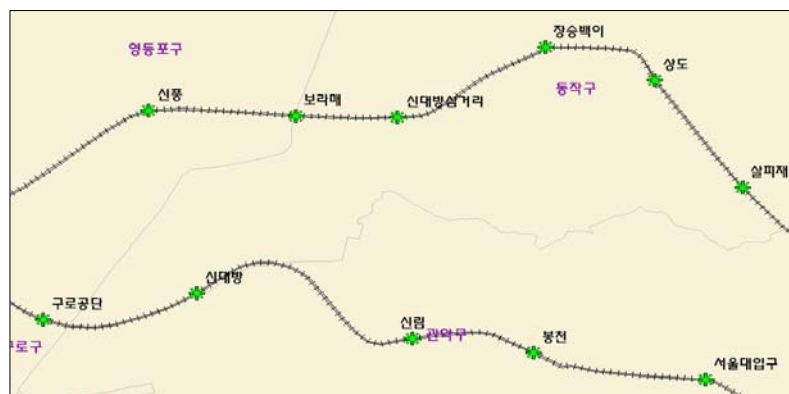 장승백이
영등포구
상도
동작구
신풍
보라매
신대방삼거리
살피재
신대방
구로공단
신림
관악구
봉천
구로구
서울대입구